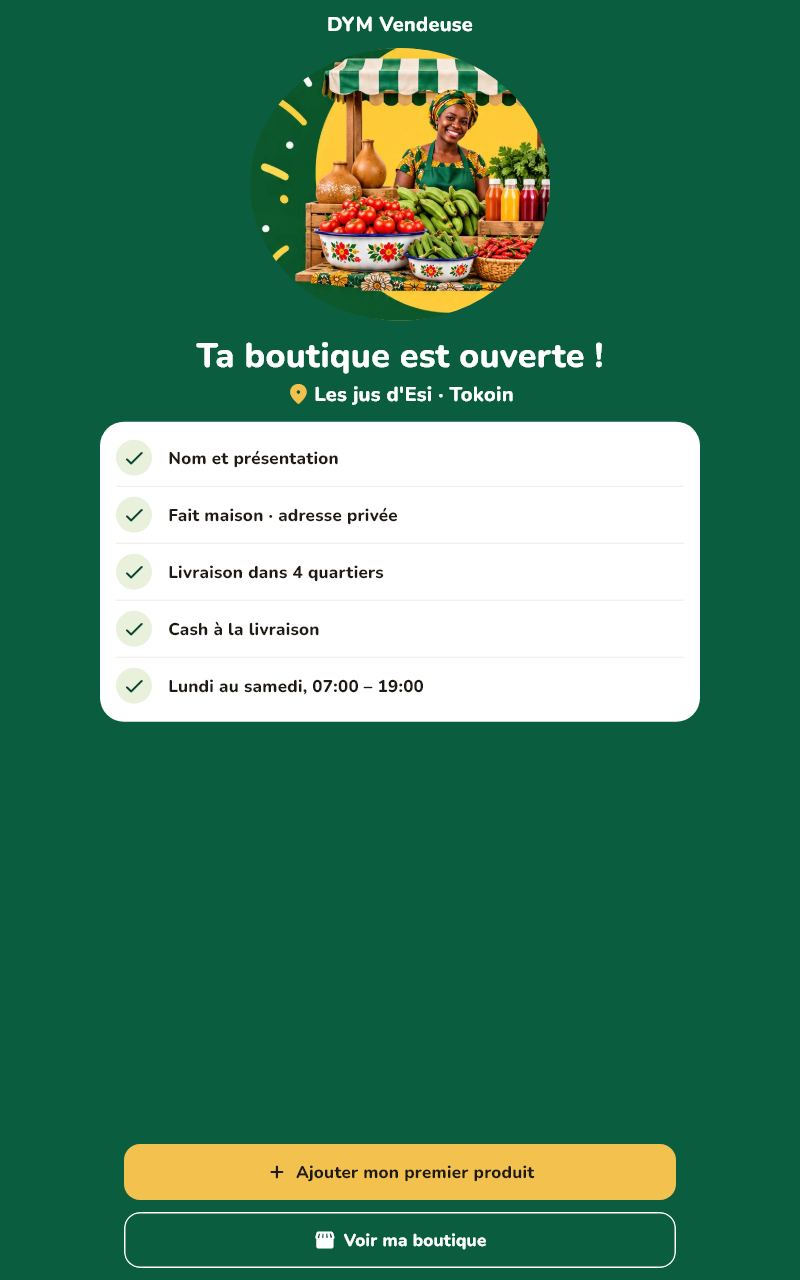 DYM Vendeuse
Ta boutique est ouverte !
Les jus d'Esi · Tokoin
Nom et présentation
Fait maison · adresse privée
Livraison dans 4 quartiers
Cash à la livraison
Lundi au samedi, 07:00 – 19:00
+ Ajouter mon premier produit
Voir ma boutique